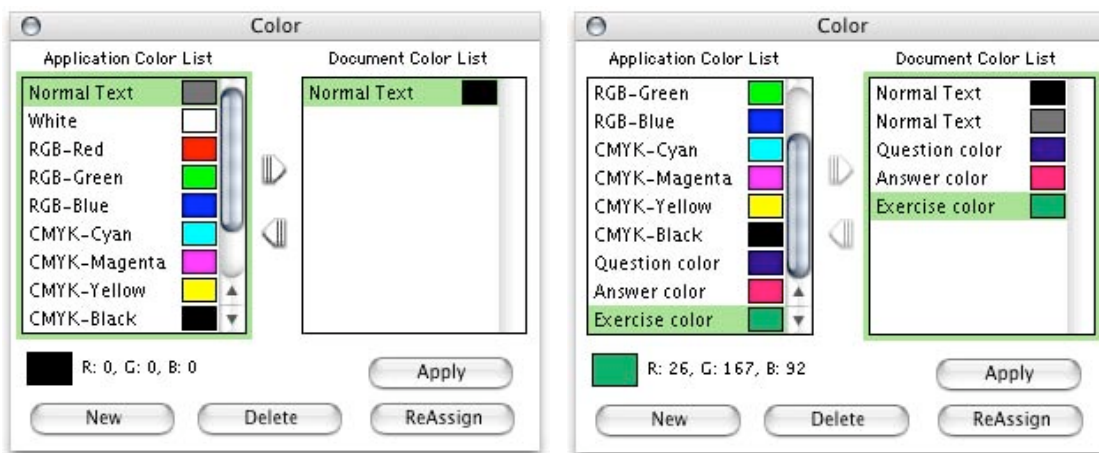 Color
Application Color List
Document Color List
Normal Text
White
RGB-Red
RGB-Green
RGB-Blue
CMYK-Cyan
CMYK-Magenta
CMYK-Yellow
CMYK-Black
Normal Text
R: 0, G: 0, B: 0
Apply
New
Delete
ReAssign
Color
Application Color List
Document Color List
RGB-Green
RGB-Blue
CMYK-Cyan
CMYK-Magenta
CMYK-Yellow
CMYK-Black
Question color
Answer color
Exercise color
Normal Text
Normal Text
Question color
Answer color
Exercise color
R: 26, G: 167, B: 92
Apply
New
Delete
ReAssign